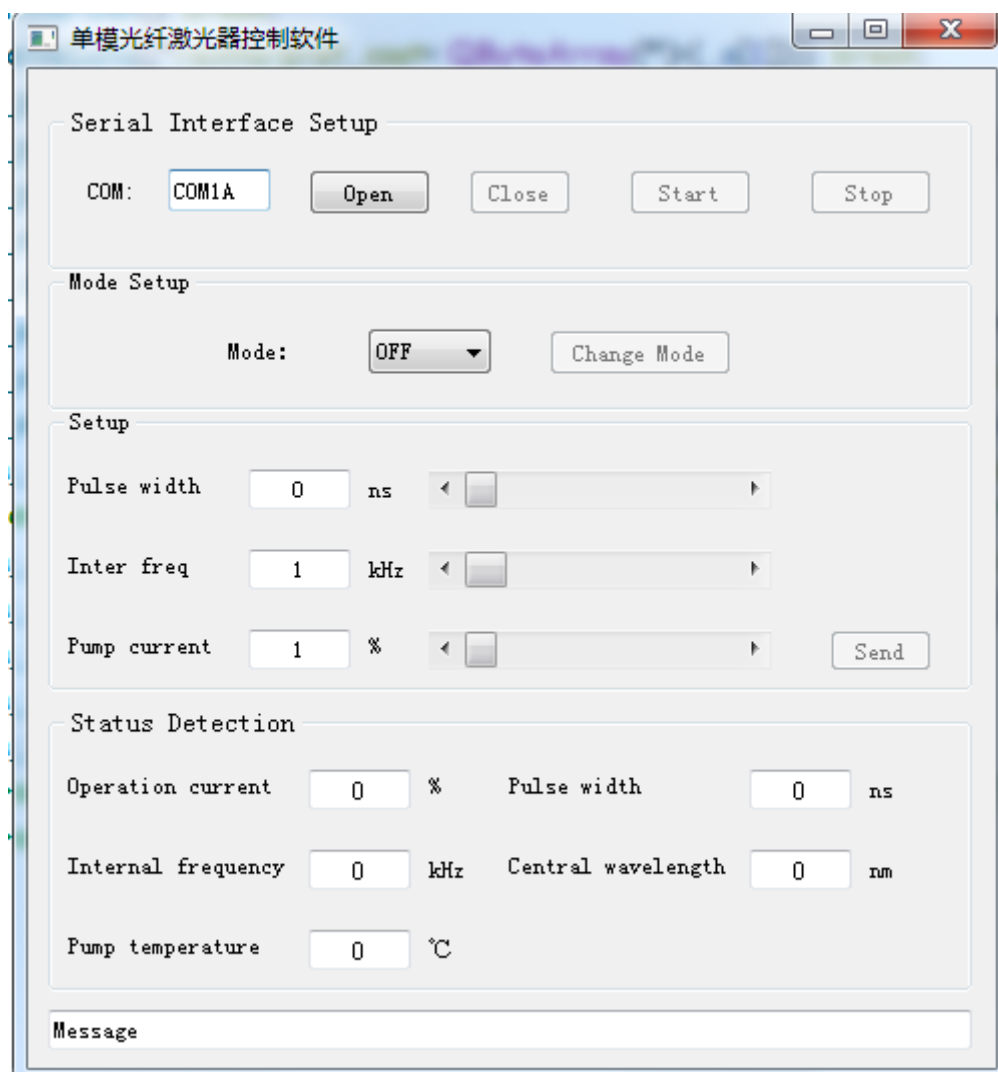 单模光纤激光器控制软件
Serial Interface Setup
COM: COM1A Open Close Start Stop
Mode Setup
Mode: OFF Change Mode
Setup
Pulse width 0 ns
Inter freq 1 kHz
Pump current 1 % Send
Status Detection
Operation current 0 % Pulse width 0 ns
Internal frequency 0 kHz Central wavelength 0 nm
Pump temperature 0 ℃
Message